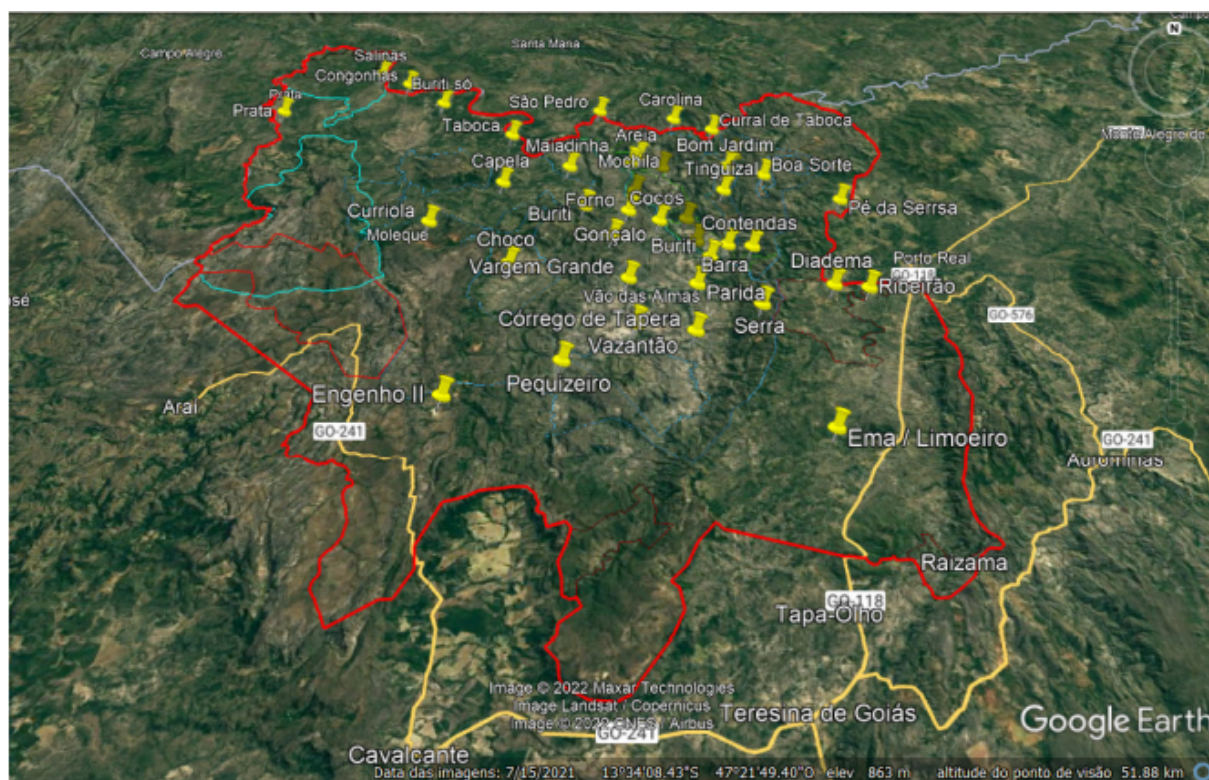 Campo Alegre
Santa Maria
N
Salinas
Congonhas
Buriti só
Prata
Prata
São Pedro
Carolina
Curral de Taboca
Taboca
Areia
Maiadinha
Mochila
Bom Jardim
Monte Alegre de
Capela
Tinguizal
Boa Sorte
Forno
Cocos
Pé da Serrsa
Curriola
Buriti
Moleque
Gonçalo
Contendas
Choco
Buriti
Vargem Grande
Barra
Diadema
Porto Real
GO-118
Ribeirão
Vão das Almas
Parida
Córrego de Tapera
Serra
GO-576
Vazantão
Pequizeiro
Engenho II
Araí
GO-241
Ema / Limoeiro
GO-241
Raizama
GO-118
Tapa-Olho
Image © 2022 Maxar Technologies
Image Landsat / Copernicus
Image © 2022 CNES / Airbus
Teresina de Goiás
GO-241
Google Earth
Cavalcante
Data das imagens: 7/15/2021 13°34'08.43"S 47°21'49.40"O elev 863 m altitude do ponto de visão 51.88 km